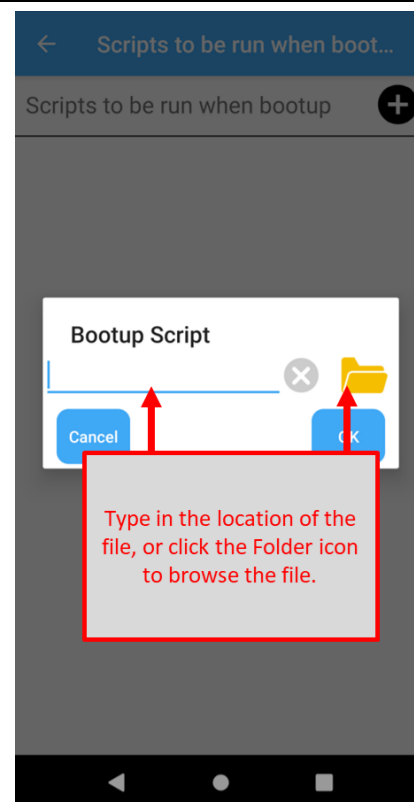 Scripts to be run when boot...
Scripts to be run when bootup
Bootup Script
Cancel
OK
Type in the location of the
file, or click the Folder icon
to browse the file.